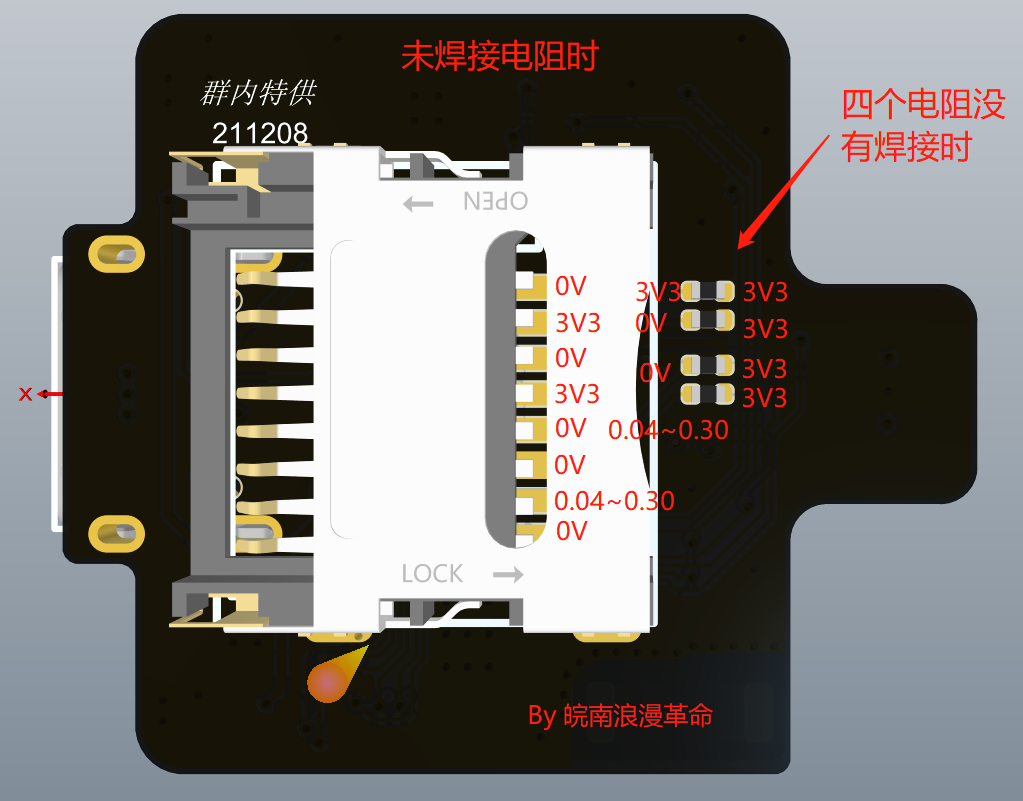 未焊接电阻时
群内特供
211208
四个电阻没
有焊接时
OPEN
0V
3V3
0V
3V3
0V
0V
0.04~0.30
0V
3V3 3V3
0V 3V3
0V 3V3
3V3
0.04~0.30
X
LOCK
By 皖南浪漫革命